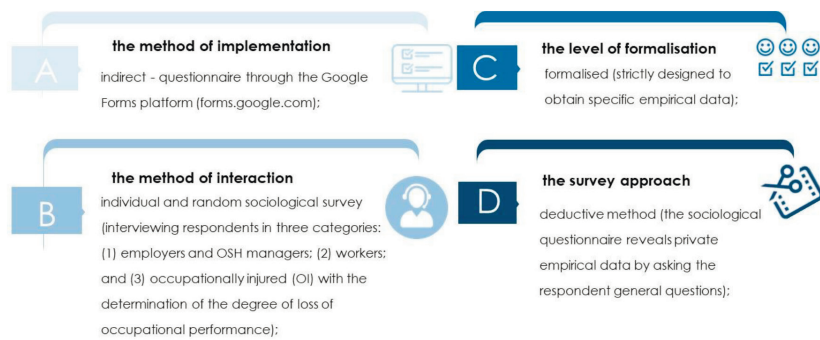 A
the method of implementation
indirect - questionnaire through the Google
Forms platform (forms.google.com);
B
the method of interaction
individual and random sociological survey
(interviewing respondents in three categories:
(1) employers and OSH managers; (2) workers;
and (3) occupationally injured (OI) with the
determination of the degree of loss of
occupational performance);
C
the level of formalisation
formalised (strictly designed to
obtain specific empirical data);
D
the survey approach
deductive method (the sociological
questionnaire reveals private
empirical data by asking the
respondent general questions);